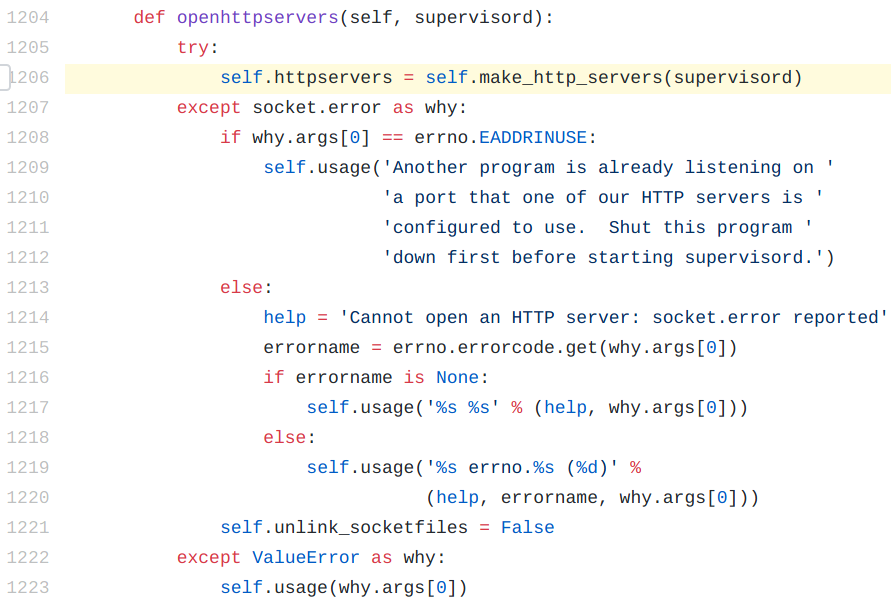 1204 def openhttpservers(self, supervisord):
1205 try:
1206 self.httpservers = self.make_http_servers(supervisord)
1207 except socket.error as why:
1208 if why.args[0] == errno.EADDRINUSE:
1209 self.usage('Another program is already listening on '
1210 'a port that one of our HTTP servers is '
1211 'configured to use.  Shut this program '
1212 'down first before starting supervisord.')
1213 else:
1214 help = 'Cannot open an HTTP server: socket.error reported'
1215 errorname = errno.errorcode.get(why.args[0])
1216 if errorname is None:
1217 self.usage('%s %s' % (help, why.args[0]))
1218 else:
1219 self.usage('%s errno.%s (%d)' %
1220 (help, errorname, why.args[0]))
1221 self.unlink_socketfiles = False
1222 except ValueError as why:
1223 self.usage(why.args[0])